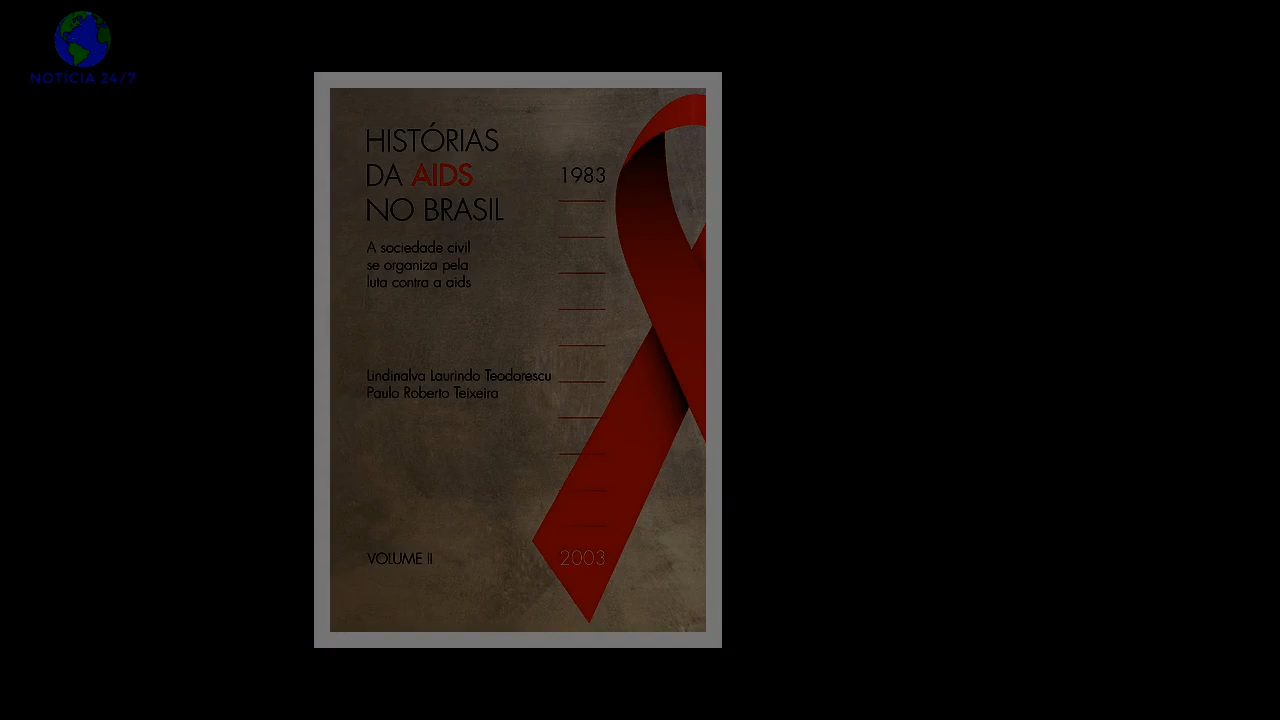 NOTÍCIA 24/7
HISTÓRIAS
DA AIDS
NO BRASIL
1983
A sociedade civil
se organiza pela
luta contra a aids
Lindinalva Laurindo Teodorescu
Paulo Roberto Teixeira
VOLUME II
2003